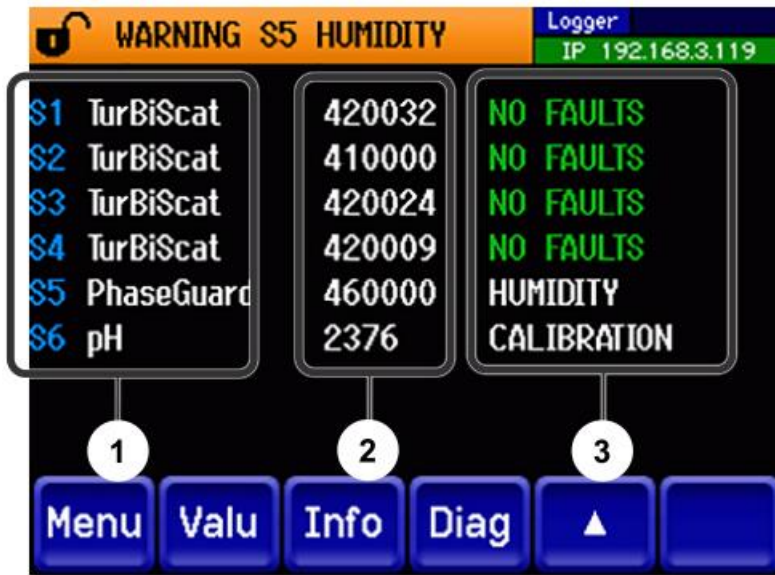 WARNING S5 HUMIDITY
Logger
IP 192.168.3.119
S1 TurBiScat 420032 NO FAULTS
S2 TurBiScat 410000 NO FAULTS
S3 TurBiScat 420024 NO FAULTS
S4 TurBiScat 420009 NO FAULTS
S5 PhaseGuard 460000 HUMIDITY
S6 pH 2376 CALIBRATION
1 2 3
Menu Valu Info Diag ▲